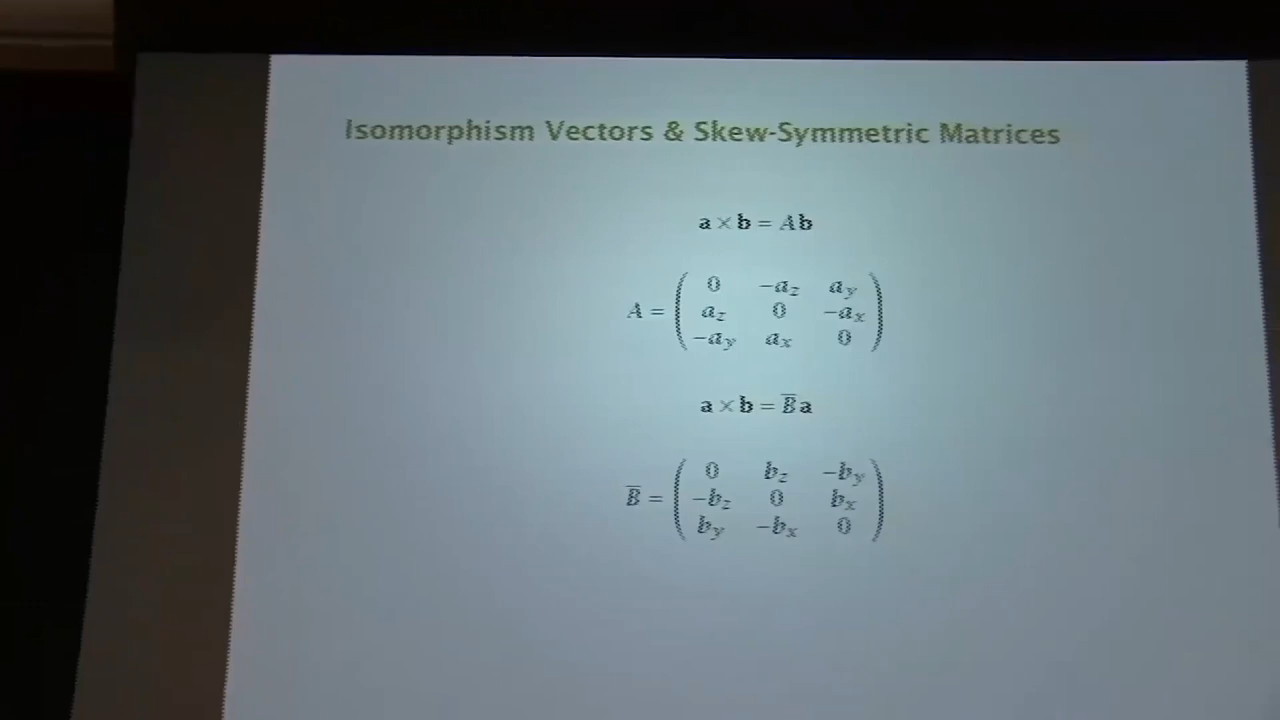 Isomorphism Vectors & Skew-Symmetric Matrices
a × b = Ab
A = ( 0 -a_z a_y
a_z 0 -a_x
-a_y a_x 0 )
a × b = B̅a
B̅ = ( 0 b_z -b_y
-b_z 0 b_x
b_y -b_x 0 )